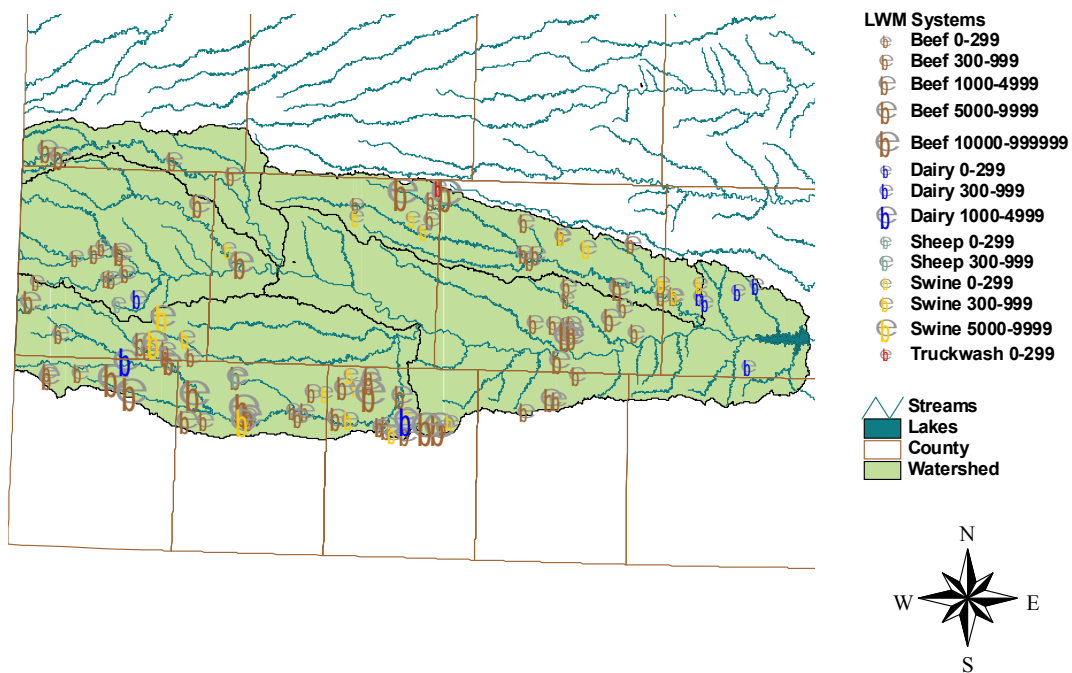 LWM Systems
Beef 0-299
Beef 300-999
Beef 1000-4999
Beef 5000-9999
Beef 10000-999999
Dairy 0-299
Dairy 300-999
Dairy 1000-4999
Sheep 0-299
Sheep 300-999
Swine 0-299
Swine 300-999
Swine 5000-9999
Truckwash 0-299
Streams
Lakes
County
Watershed
N
W E
S